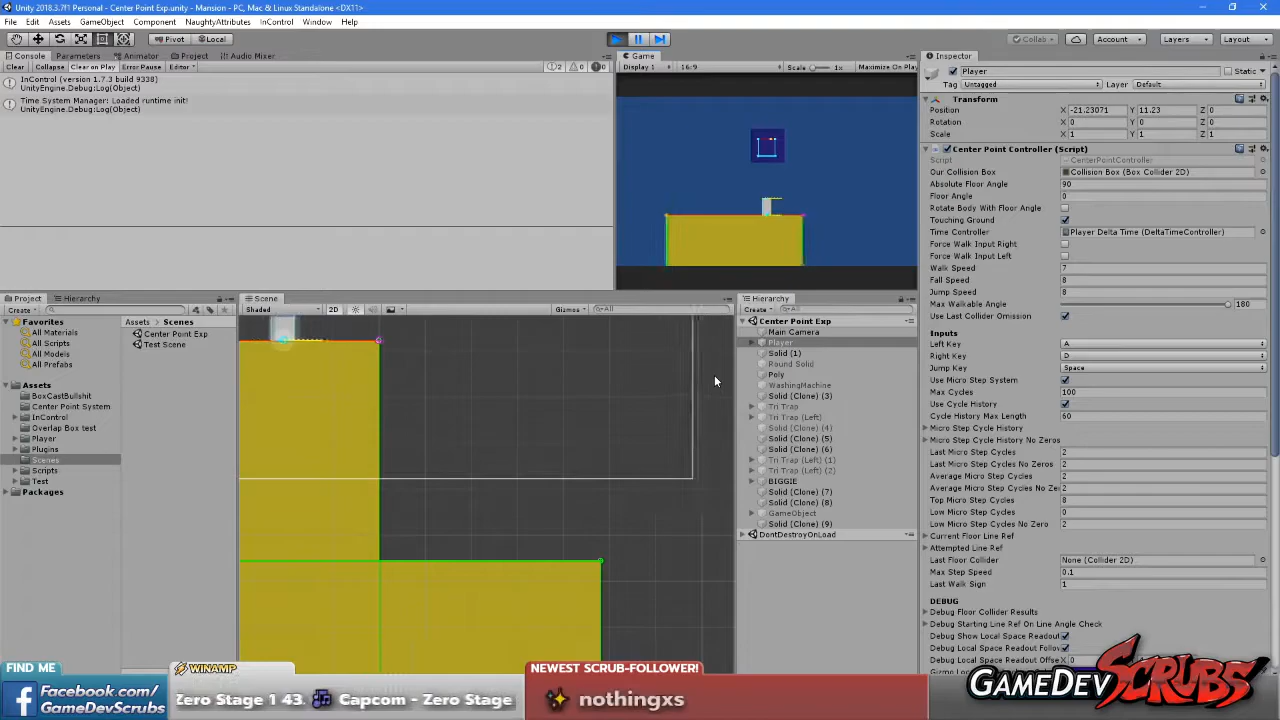 Unity 2018.3.7f1 Personal - Center Point Exp.unity - Mansion - PC, Mac & Linux Standalone <DX11>
File Edit Assets GameObject Component NaughtyAttributes InControl Window Help
Pivot Local
Collab Account Layers Layout
Console Parameters Animator Project Audio Mixer
Clear Collapse Clear on Play Error Pause Editor
2 0 0
InControl (version 1.7.3 build 9338)
UnityEngine.Debug:Log(Object)
Time System Manager: Loaded runtime init!
UnityEngine.Debug:Log(Object)
Game
Display 1 16:9 Scale 1x Maximize On Play
Project Hierarchy
Create
Favorites
All Materials
All Scripts
All Models
All Prefabs
Assets
BoxCastBullshit
Center Point System
InControl
Overlap Box test
Player
Plugins
Scenes
Scripts
Test
Packages
Assets Scenes
Center Point Exp
Test Scene
Scene
Shaded 2D Gizmos All
Hierarchy
Create All
Center Point Exp
Main Camera
Player
Solid (1)
Round Solid
Poly
WashingMachine
Solid (Clone) (3)
Tri Trap
Tri Trap (Left)
Solid (Clone) (4)
Solid (Clone) (5)
Solid (Clone) (6)
Tri Trap (Left) (1)
Tri Trap (Left) (2)
BIGGIE
Solid (Clone) (7)
Solid (Clone) (8)
GameObject
Solid (Clone) (9)
DontDestroyOnLoad
Inspector
Player Static
Tag Untagged Layer Default
Transform
Position X -21.23071 Y 11.23 Z 0
Rotation X 0 Y 0 Z 0
Scale X 1 Y 1 Z 1
Center Point Controller (Script)
Script CenterPointController
Our Collision Box Collision Box (Box Collider 2D)
Absolute Floor Angle 90
Floor Angle 0
Rotate Body With Floor Angle
Touching Ground
Time Controller Player Delta Time (DeltaTimeController)
Force Walk Input Right
Force Walk Input Left
Walk Speed 7
Fall Speed 8
Jump Speed 8
Max Walkable Angle 180
Use Last Collider Omission
Inputs
Left Key A
Right Key D
Jump Key Space
Use Micro Step System
Max Cycles 100
Use Cycle History
Cycle History Max Length 60
Micro Step Cycle History
Micro Step Cycle History No Zeros
Last Micro Step Cycles 2
Last Micro Step Cycles No Zeros 2
Average Micro Step Cycles 2
Average Micro Step Cycles No Zer 2
Top Micro Step Cycles 8
Low Micro Step Cycles 0
Low Micro Step Cycles No Zero 2
Current Floor Line Ref
Attempted Line Ref
Last Floor Collider None (Collider 2D)
Max Step Speed 0.1
Last Walk Sign 1
DEBUG
Debug Floor Collider Results
Debug Starting Line Ref On Line Angle Check
Debug Show Local Space Readout
Debug Local Space Readout Follow
Debug Local Space Readout Offse X 0
FIND ME
Facebook.com/
GameDevScrubs
WINAMP
Zero Stage 1 43. Capcom - Zero Stage
NEWEST SCRUB-FOLLOWER!
nothingxs
GAMEDEV SCRUBS